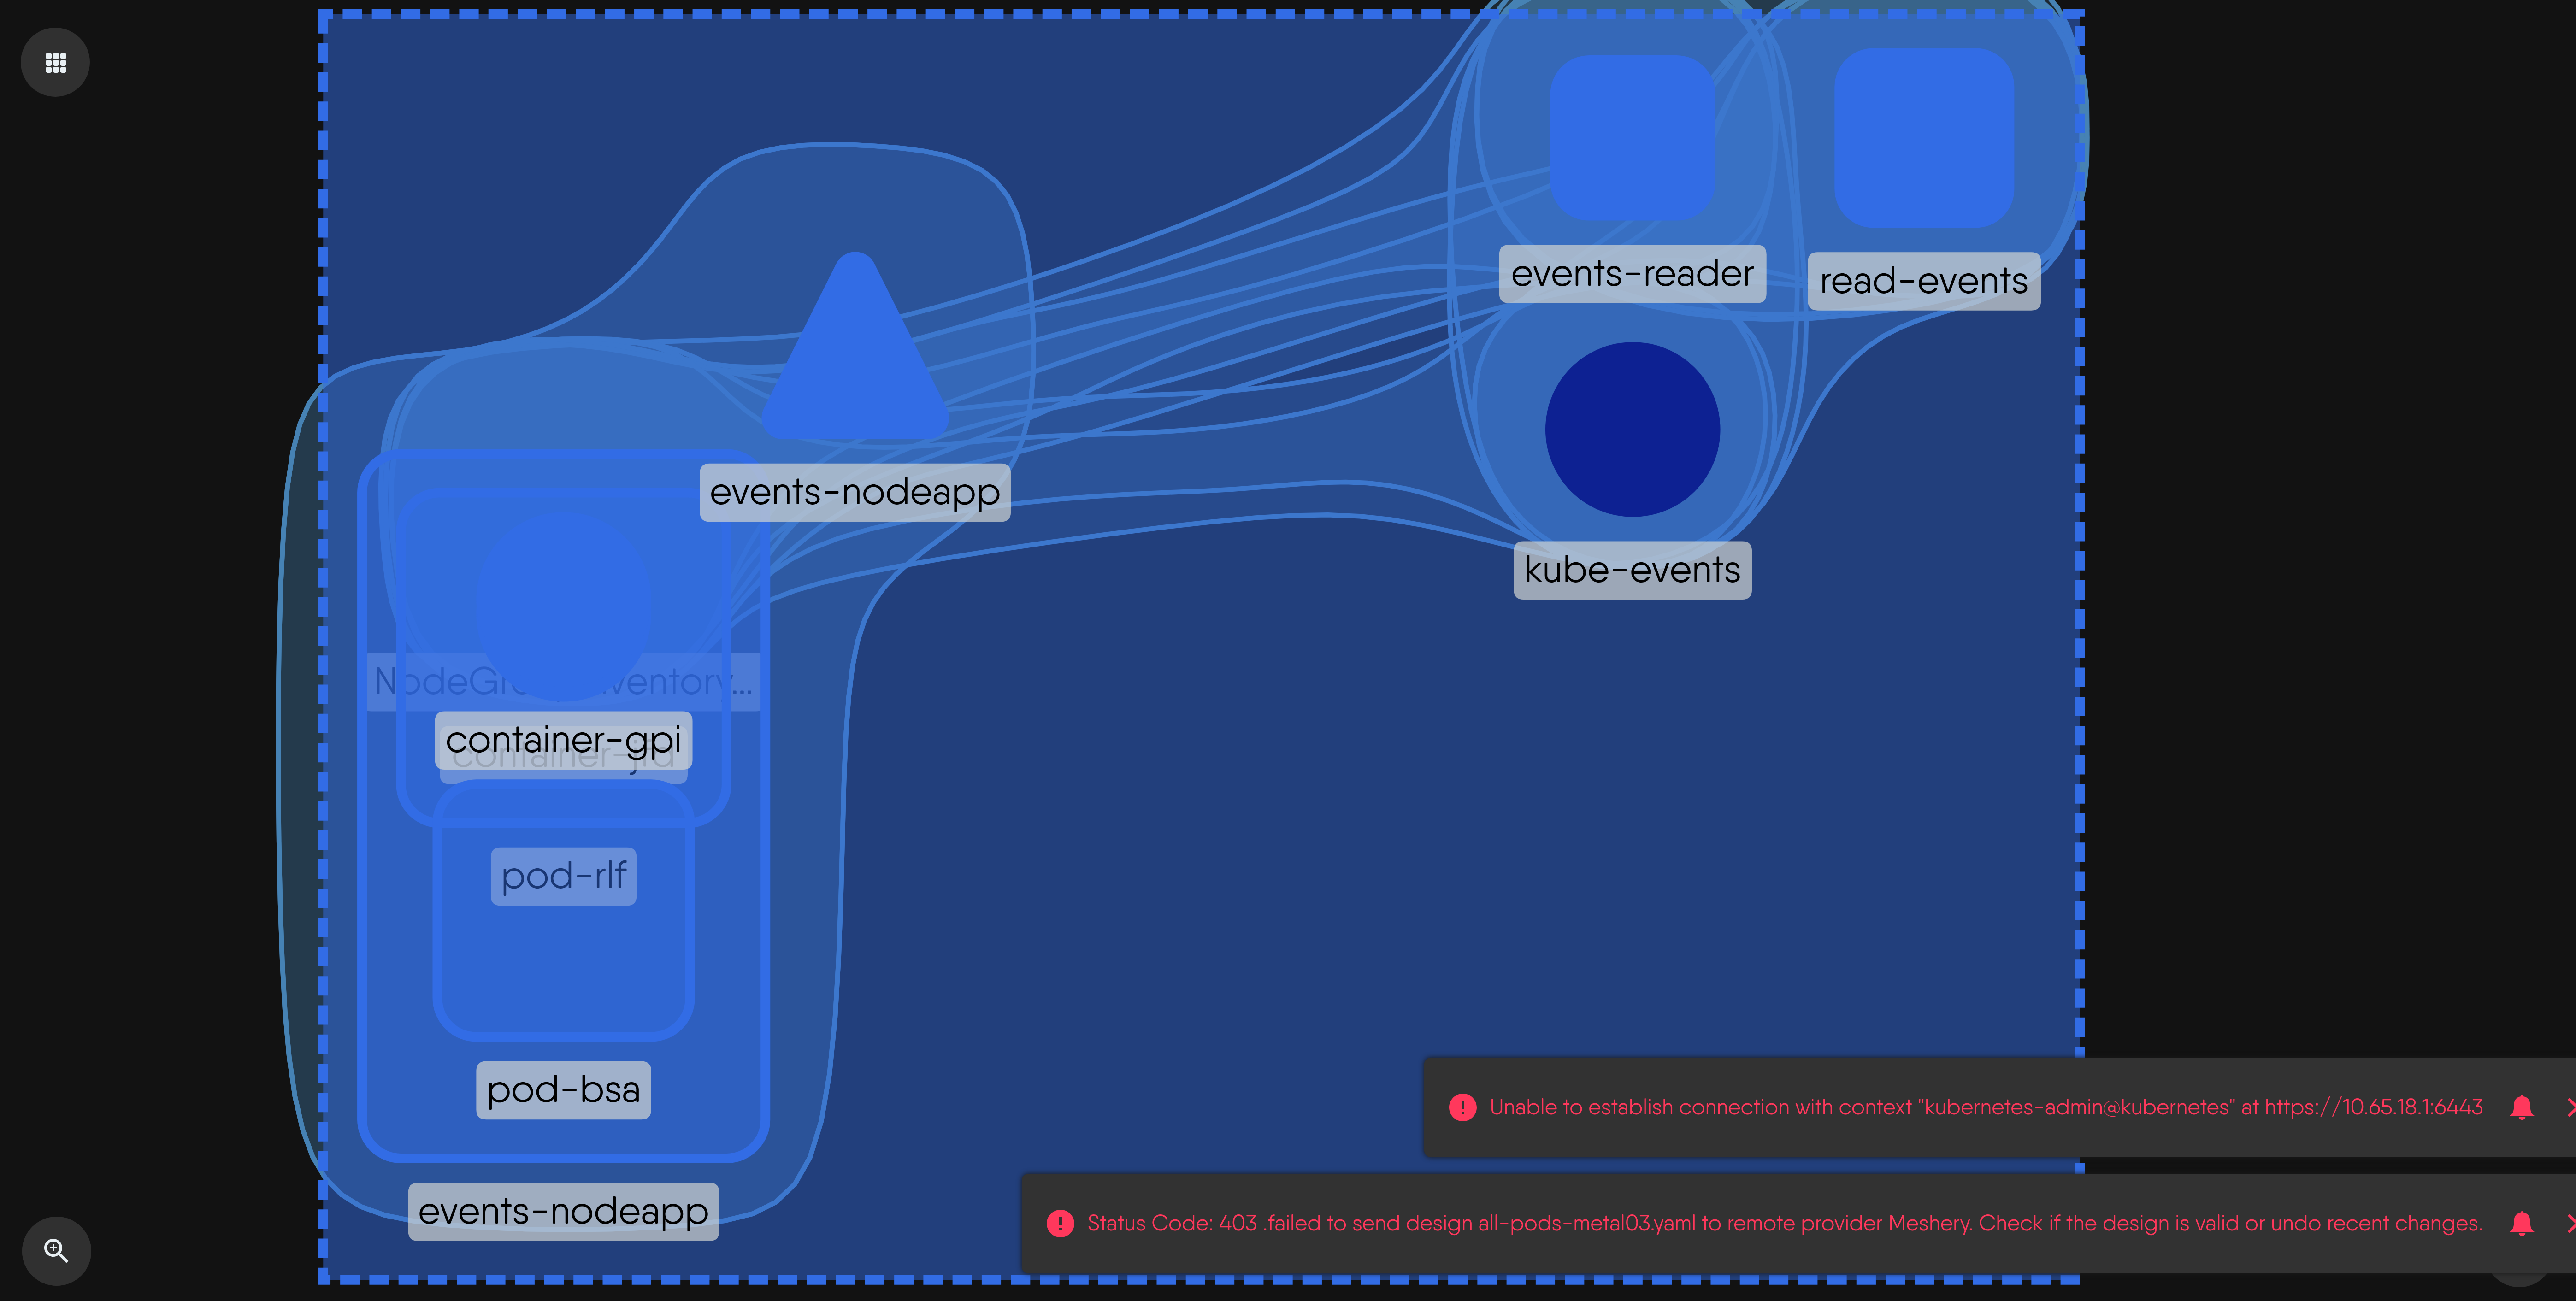 events-reader
read-events
events-nodeapp
kube-events
container-gpi
pod-rlf
pod-bsa
Unable to establish connection with context "kubernetes-admin@kubernetes" at https://10.65.18.1:6443
events-nodeapp
Status Code: 403 .failed to send design all-pods-metal03.yaml to remote provider Meshery. Check if the design is valid or undo recent changes.